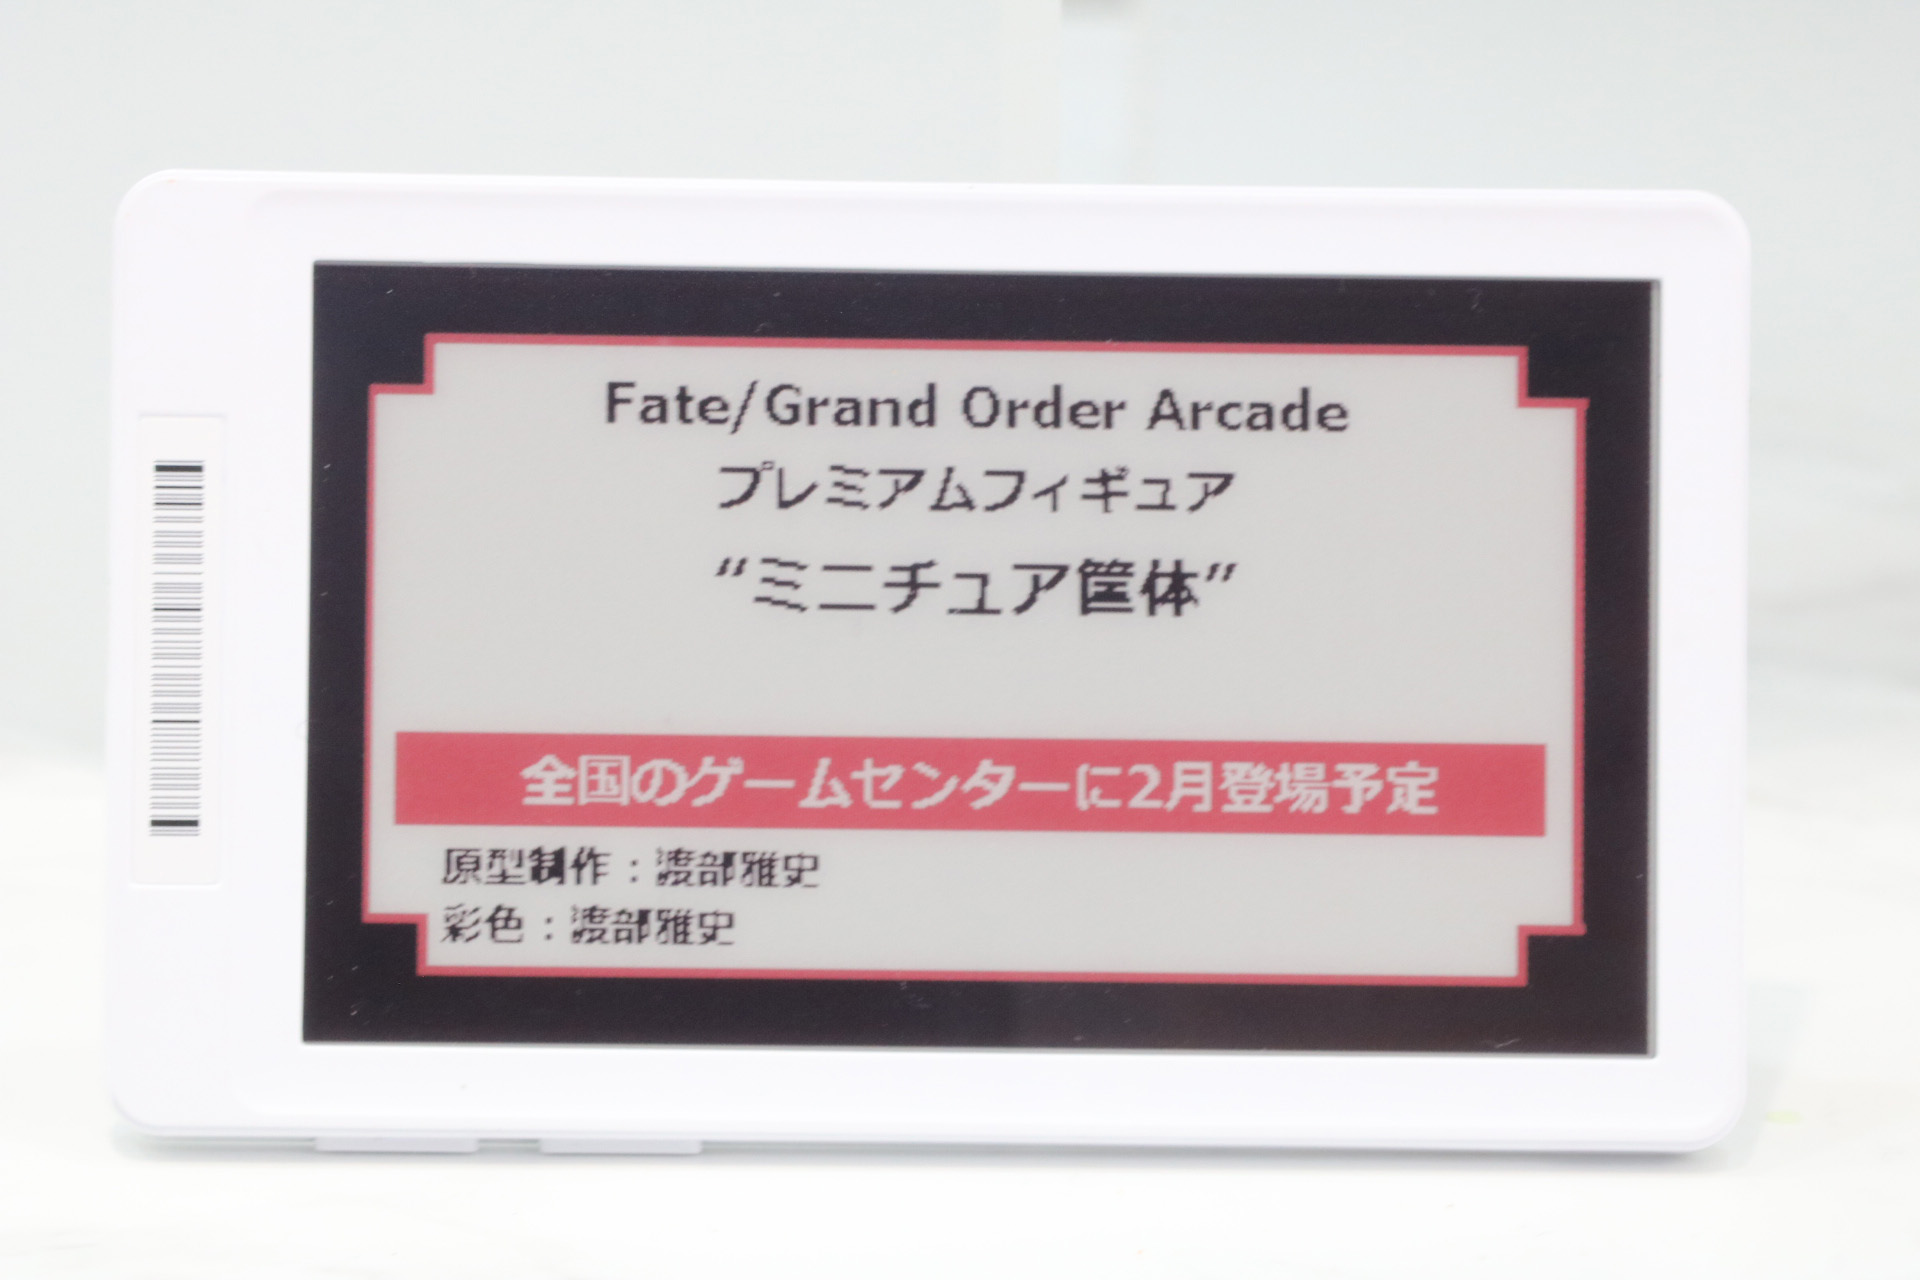 Fate/Grand Order Arcade
プレミアムフィギュア
“ミニチュア筐体”
全国のゲームセンターに2月登場予定
原型制作：渡部雅史
彩色：渡部雅史